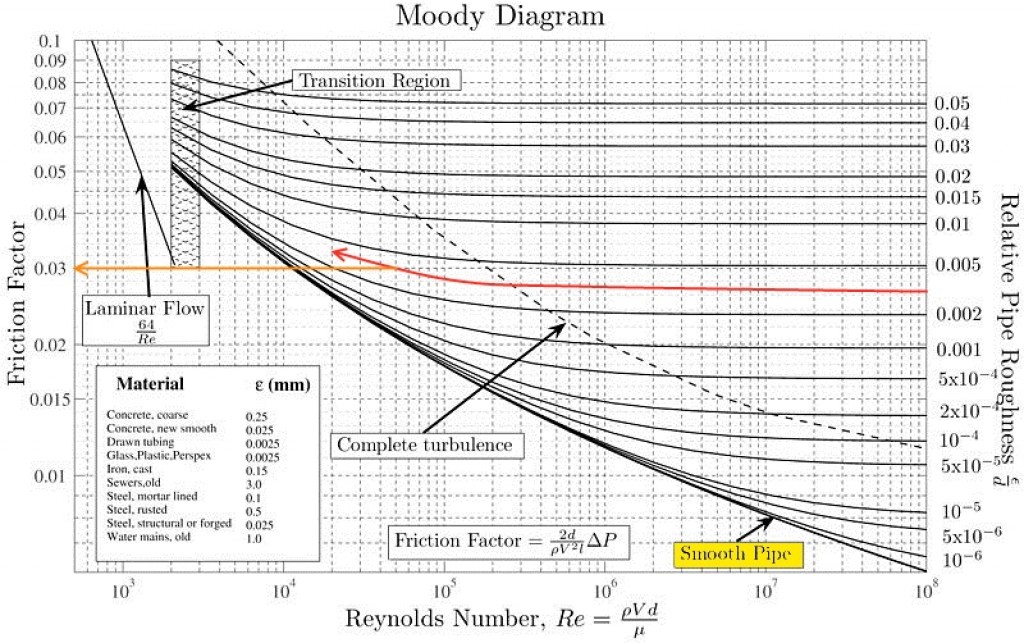 Moody Diagram
0.1
0.09
0.08
0.07
0.06
0.05
0.04
0.03
0.02
0.015
0.01
Friction Factor
Transition Region
Laminar Flow
64
Re
Complete turbulence
Material ε (mm)
Concrete, coarse 0.25
Concrete, new smooth 0.025
Drawn tubing 0.0025
Glass,Plastic,Perspex 0.0025
Iron, cast 0.15
Sewers,old 3.0
Steel, mortar lined 0.1
Steel, rusted 0.5
Steel, structural or forged 0.025
Water mains, old 1.0
Friction Factor = 2d/ρV²l ΔP
Smooth Pipe
0.05
0.04
0.03
0.02
0.015
0.01
0.005
0.002
0.001
5x10⁻⁴
2x10⁻⁴
10⁻⁴
5x10⁻⁵
10⁻⁵
5x10⁻⁶
10⁻⁶
Relative Pipe Roughness ε/d
10³ 10⁴ 10⁵ 10⁶ 10⁷ 10⁸
Reynolds Number, Re = ρVd/μ